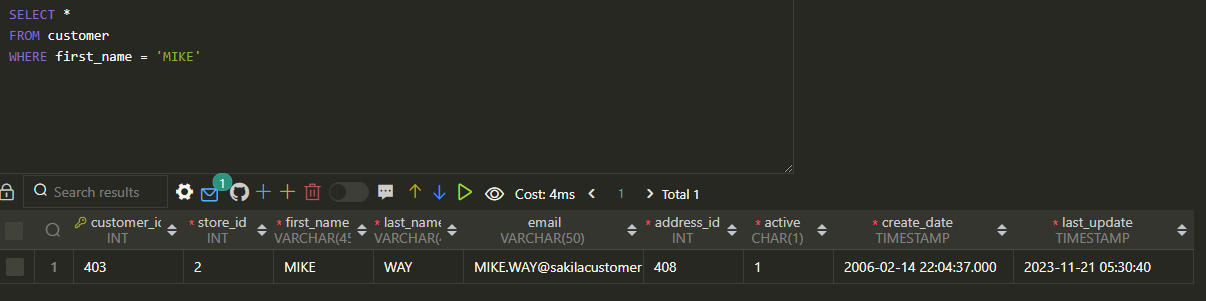 SELECT *
FROM customer
WHERE first_name = 'MIKE'
Search results 1 Cost: 4ms 1 Total 1
customer_id * store_id * first_name * last_name email * address_id * active * create_date * last_update
INT INT VARCHAR(45 VARCHAR(4 VARCHAR(50) INT CHAR(1) TIMESTAMP TIMESTAMP
1 403 2 MIKE WAY MIKE.WAY@sakilacustomer 408 1 2006-02-14 22:04:37.000 2023-11-21 05:30:40